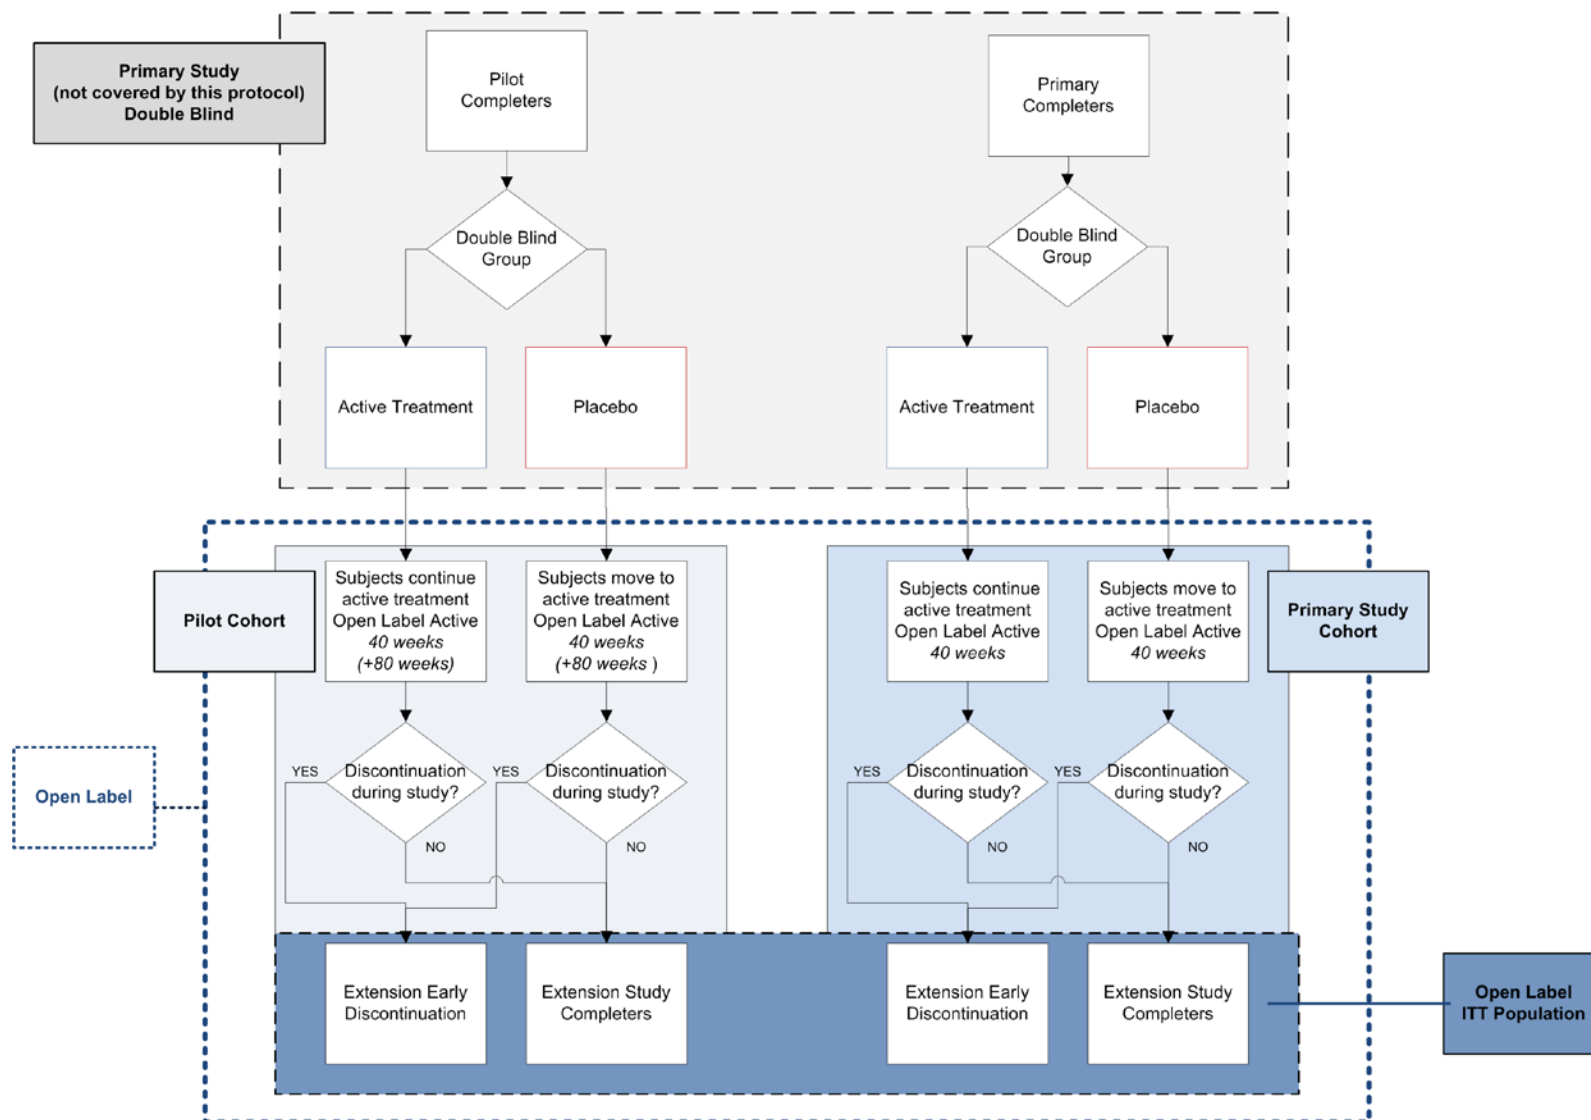 Primary Study
(not covered by this protocol)
Double Blind
Pilot
Completers
Primary
Completers
Double Blind
Group
Double Blind
Group
Active Treatment
Placebo
Active Treatment
Placebo
Pilot Cohort
Subjects continue
active treatment
Open Label Active
40 weeks
(+80 weeks)
Subjects move to
active treatment
Open Label Active
40 weeks
(+80 weeks )
Subjects continue
active treatment
Open Label Active
40 weeks
Subjects move to
active treatment
Open Label Active
40 weeks
Primary Study
Cohort
Open Label
YES
Discontinuation
during study?
NO
YES
Discontinuation
during study?
NO
YES
Discontinuation
during study?
NO
YES
Discontinuation
during study?
NO
Extension Early
Discontinuation
Extension Study
Completers
Extension Early
Discontinuation
Extension Study
Completers
Open Label
ITT Population